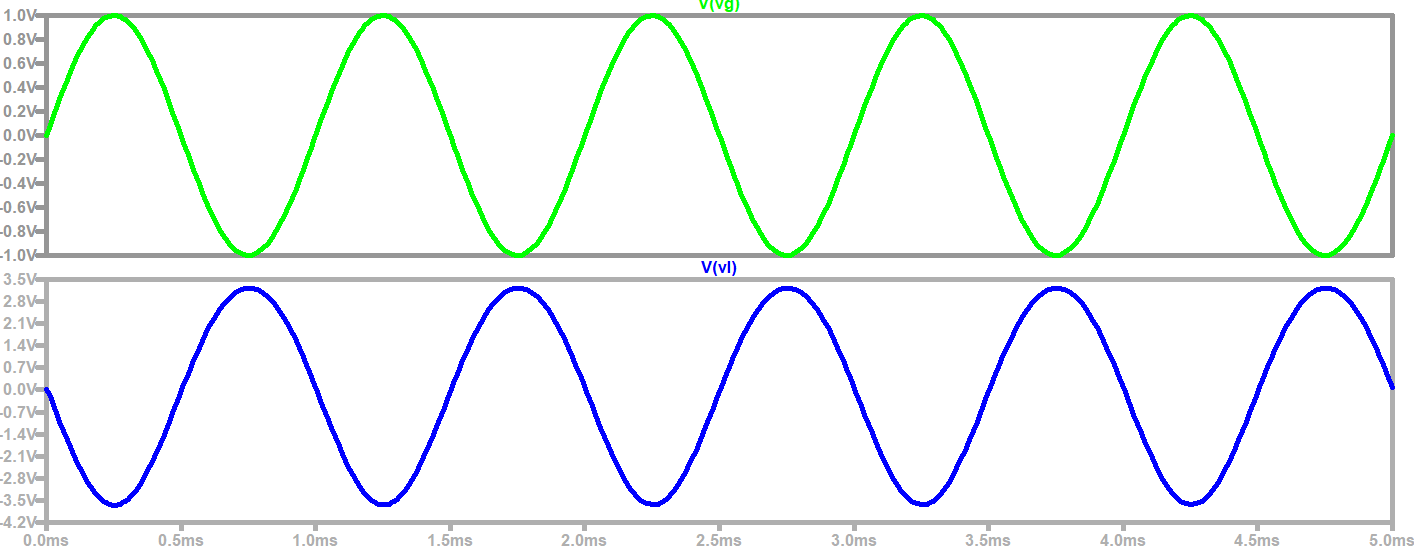 V(vg)
1.0V
0.8V
0.6V
0.4V
0.2V
0.0V
-0.2V
-0.4V
-0.6V
-0.8V
-1.0V
V(vl)
3.5V
2.8V
2.1V
1.4V
0.7V
0.0V
-0.7V
-1.4V
-2.1V
-2.8V
-3.5V
-4.2V
0.0ms 0.5ms 1.0ms 1.5ms 2.0ms 2.5ms 3.0ms 3.5ms 4.0ms 4.5ms 5.0ms